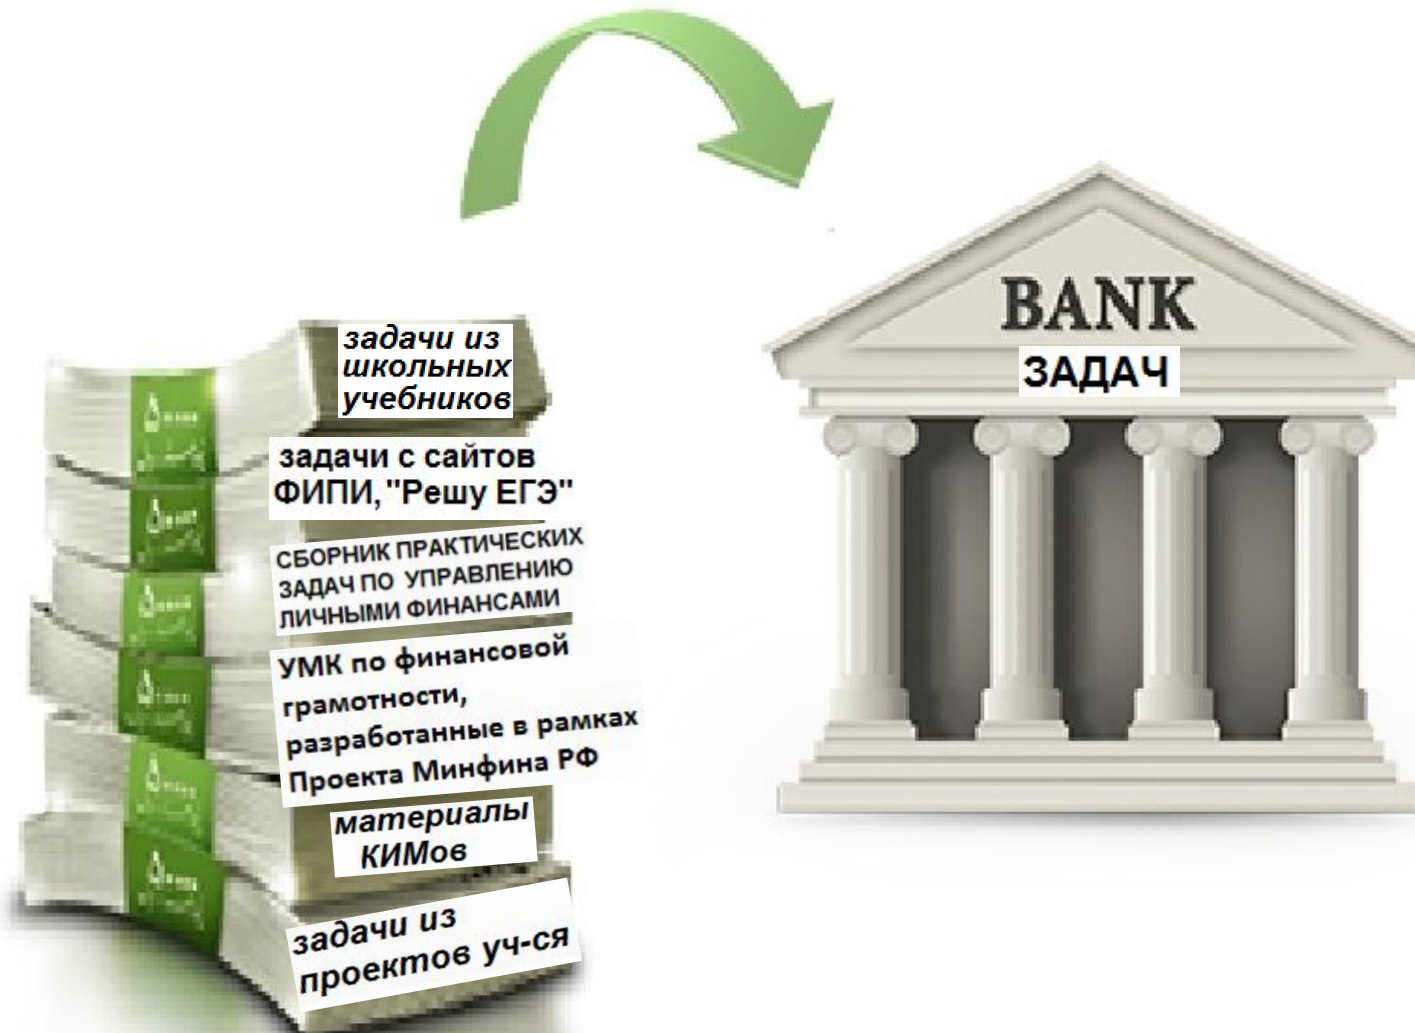 задачи из
школьных
учебников
задачи с сайтов
ФИПИ, "Решу ЕГЭ"
СБОРНИК ПРАКТИЧЕСКИХ
ЗАДАЧ ПО УПРАВЛЕНИЮ
ЛИЧНЫМИ ФИНАНСАМИ
УМК по финансовой
грамотности,
разработанные в рамках
Проекта Минфина РФ
материалы
КИМов
задачи из
проектов уч-ся
BANK
ЗАДАЧ